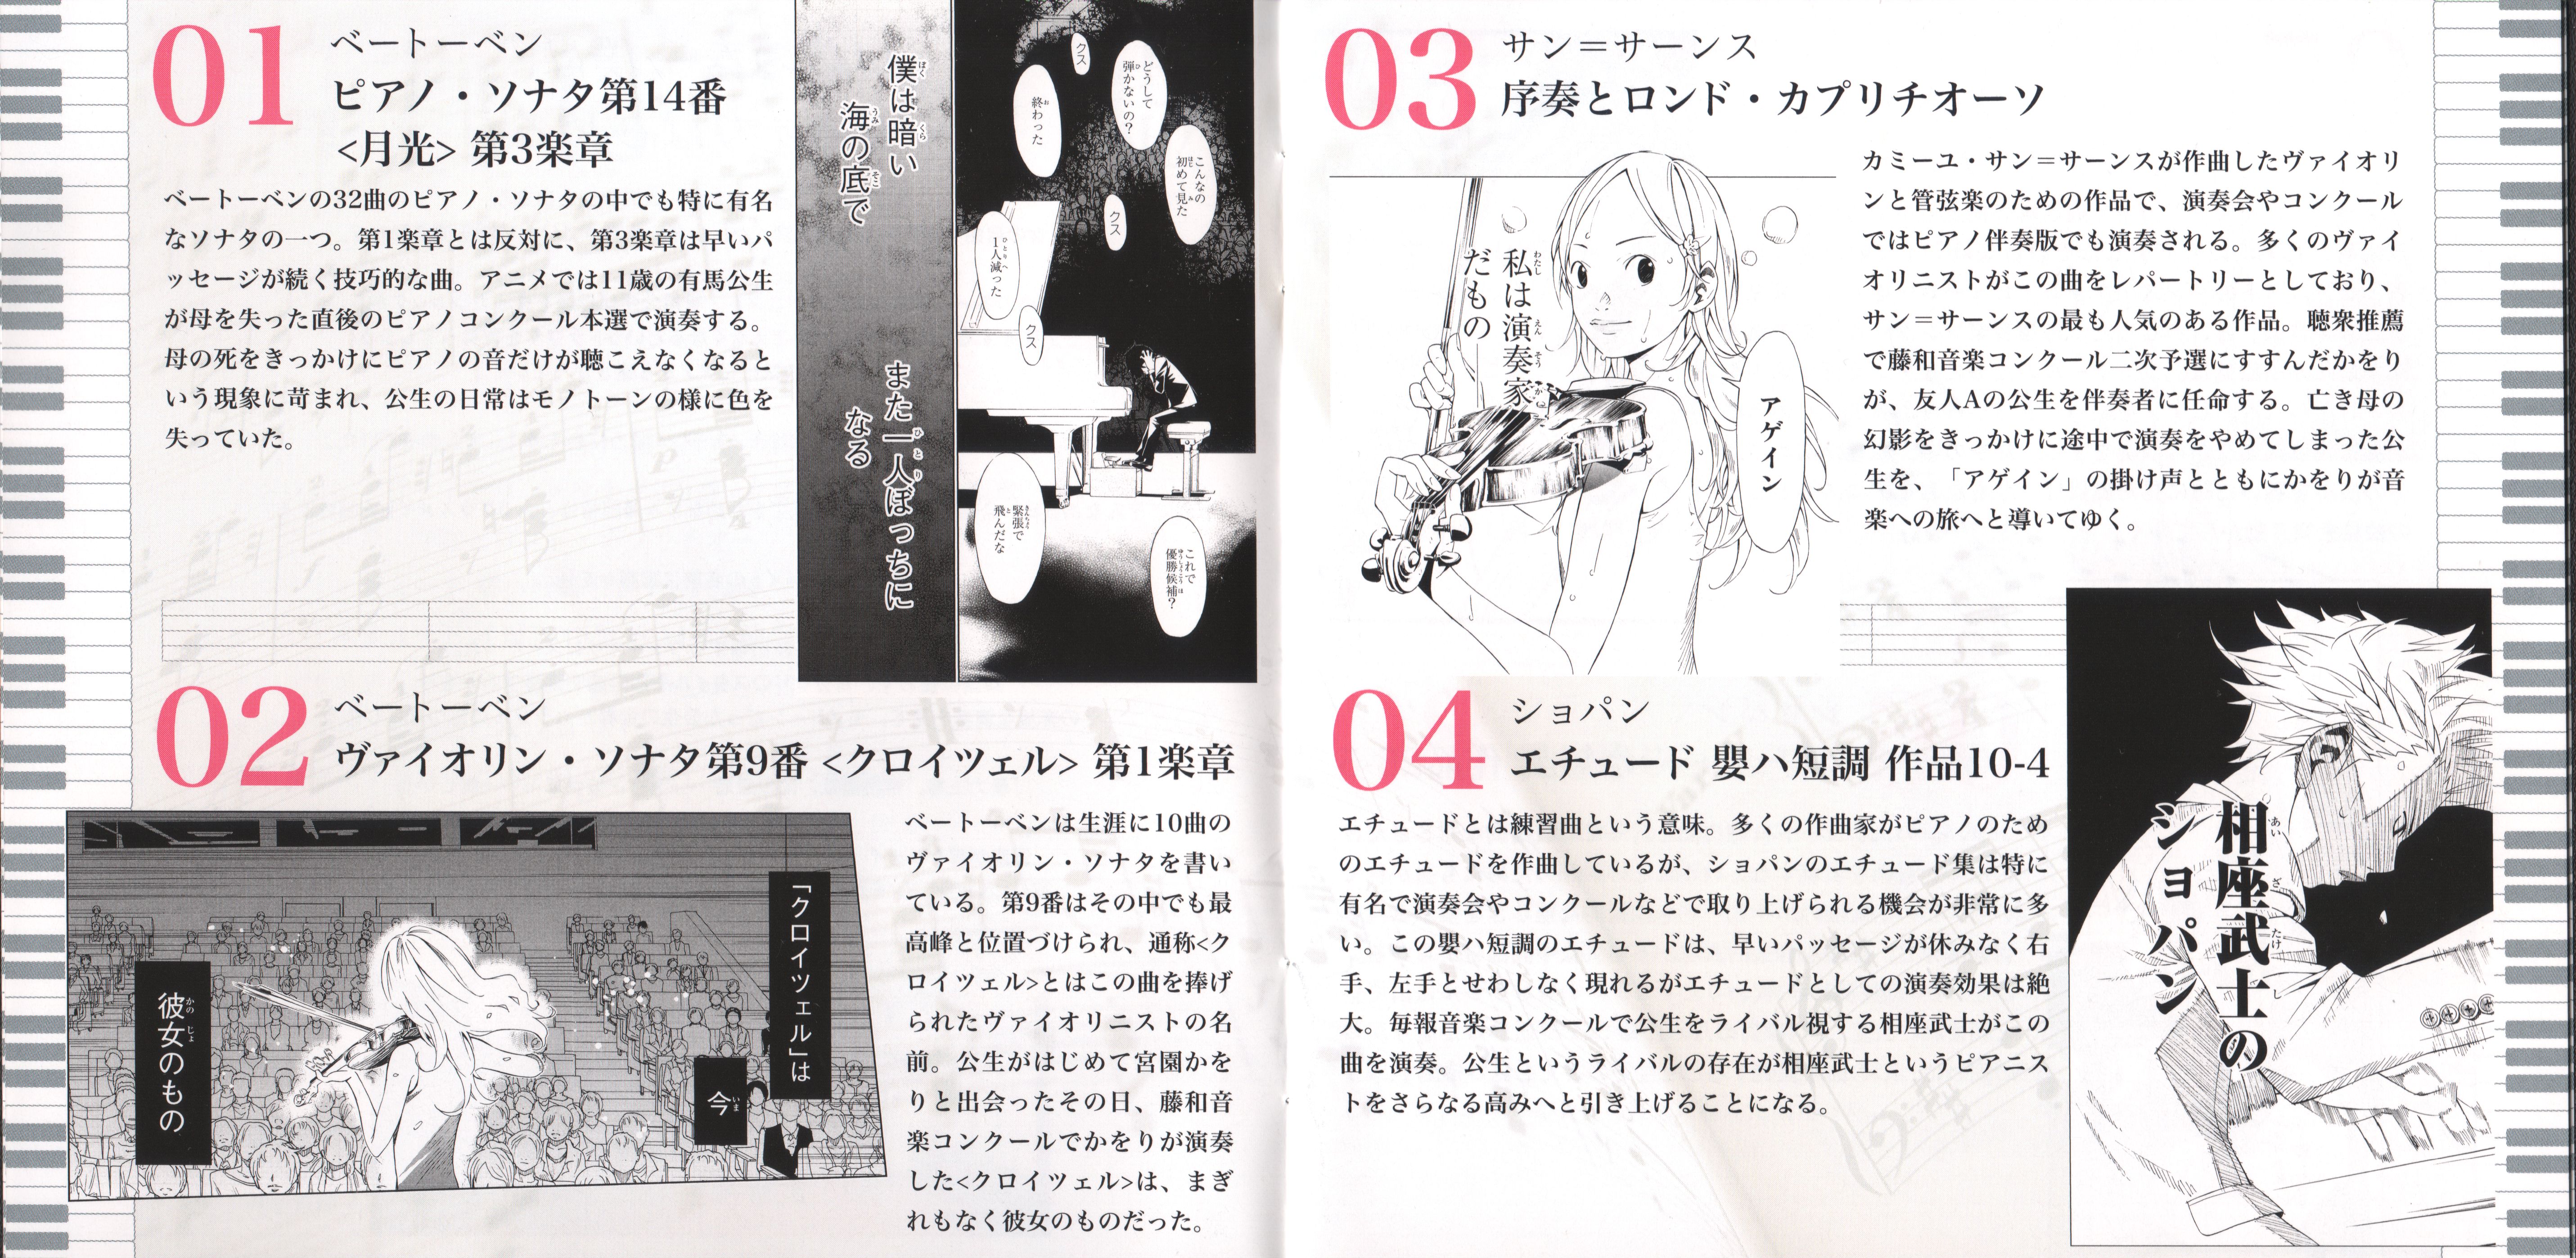 01
ベートーベン
ピアノ・ソナタ第14番
<月光> 第3楽章
ベートーベンの32曲のピアノ・ソナタの中でも特に有名
なソナタの一つ。第1楽章とは反対に、第3楽章は早いパ
ッセージが続く技巧的な曲。アニメでは11歳の有馬公生
が母を失った直後のピアノコンクール本選で演奏する。
母の死をきっかけにピアノの音だけが聴こえなくなると
いう現象に苛まれ、公生の日常はモノトーンの様に色を
失っていた。
僕は暗い
海の底で
また一人ぼっちに
なる
どうして
弾かないの?
クス
終わった
こんなの
初めて見た
クス
1人減った
クス
緊張で
飛んだな
これで
優勝候補?
02
ベートーベン
ヴァイオリン・ソナタ第9番 <クロイツェル> 第1楽章
「クロイツェル」は
今
彼女のもの
ベートーベンは生涯に10曲の
ヴァイオリン・ソナタを書い
ている。第9番はその中でも最
高峰と位置づけられ、通称<ク
ロイツェル>とはこの曲を捧げ
られたヴァイオリニストの名
前。公生がはじめて宮園かを
りと出会ったその日、藤和音
楽コンクールでかをりが演奏
した<クロイツェル>は、まぎ
れもなく彼女のものだった。
03
サン＝サーンス
序奏とロンド・カプリチオーソ
私は演奏家
だもの
アゲイン
カミーユ・サン＝サーンスが作曲したヴァイオリ
ンと管弦楽のための作品で、演奏会やコンクール
ではピアノ伴奏版でも演奏される。多くのヴァイ
オリニストがこの曲をレパートリーとしており、
サン＝サーンスの最も人気のある作品。聴衆推薦
で藤和音楽コンクール二次予選にすすんだかをり
が、友人Aの公生を伴奏者に任命する。亡き母の
幻影をきっかけに途中で演奏をやめてしまった公
生を、「アゲイン」の掛け声とともにかをりが音
楽への旅へと導いてゆく。
04
ショパン
エチュード 嬰ハ短調 作品10-4
エチュードとは練習曲という意味。多くの作曲家がピアノのため
のエチュードを作曲しているが、ショパンのエチュード集は特に
有名で演奏会やコンクールなどで取り上げられる機会が非常に多
い。この嬰ハ短調のエチュードは、早いパッセージが休みなく右
手、左手とせわしなく現れるがエチュードとしての演奏効果は絶
大。毎報音楽コンクールで公生をライバル視する相座武士がこの
曲を演奏。公生というライバルの存在が相座武士というピアニス
トをさらなる高みへと引き上げることになる。
相座武士の
ショパン